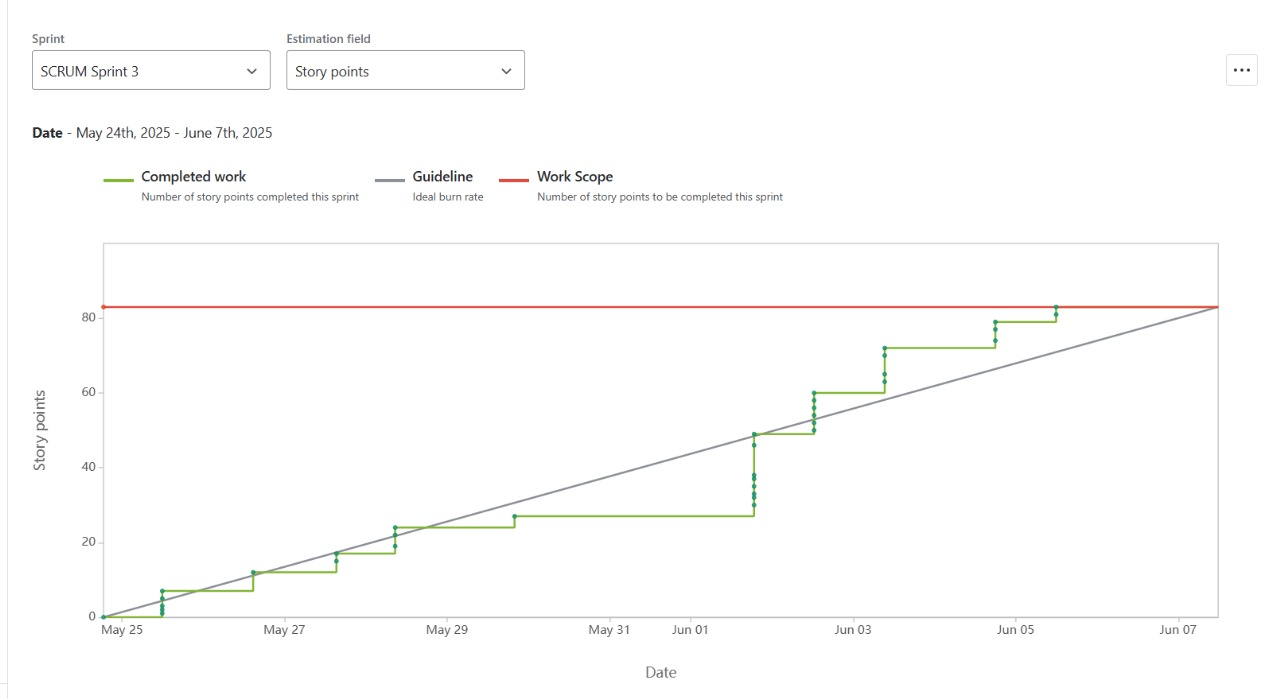 Sprint Estimation field
SCRUM Sprint 3 Story points
Date - May 24th, 2025 - June 7th, 2025
Completed work Guideline Work Scope
Number of story points completed this sprint Ideal burn rate Number of story points to be completed this sprint
Story points
80
60
40
20
0
May 25 May 27 May 29 May 31 Jun 01 Jun 03 Jun 05 Jun 07
Date